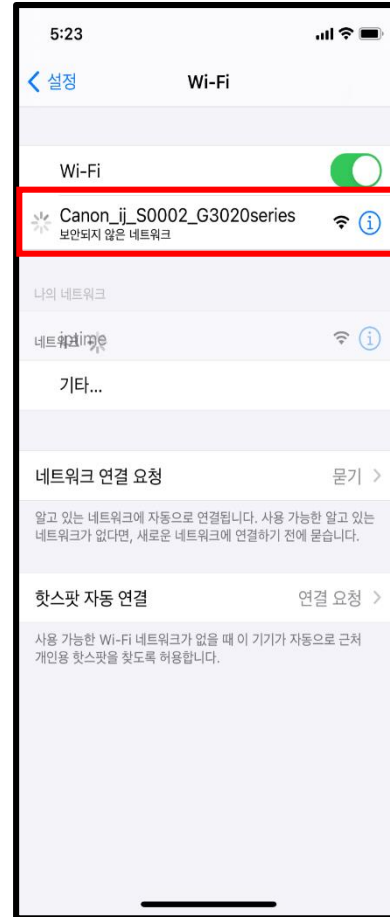 5:23
설정
Wi-Fi
Wi-Fi
Canon_ij_S0002_G3020series
보안되지 않은 네트워크
나의 네트워크
네트워크
iptime
기타...
네트워크 연결 요청
묻기
알고 있는 네트워크에 자동으로 연결됩니다. 사용 가능한 알고 있는
네트워크가 없다면, 새로운 네트워크에 연결하기 전에 묻습니다.
핫스팟 자동 연결
연결 요청
사용 가능한 Wi-Fi 네트워크가 없을 때 이 기기가 자동으로 근처
개인용 핫스팟을 찾도록 허용합니다.